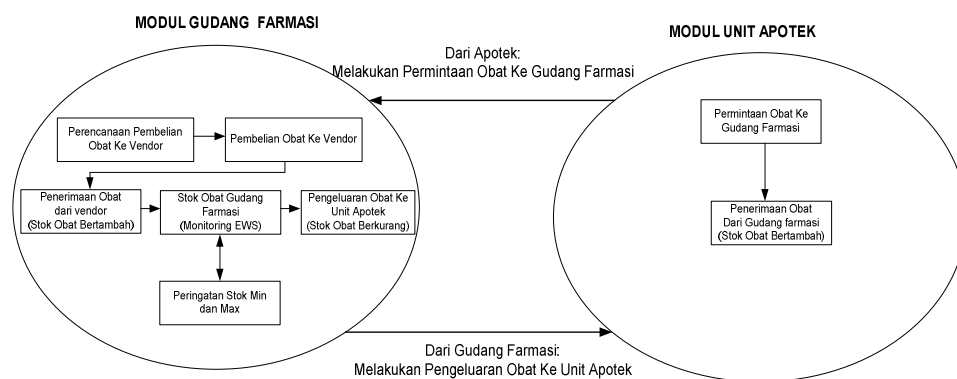 MODUL GUDANG FARMASI
MODUL UNIT APOTEK
Dari Apotek:
Melakukan Permintaan Obat Ke Gudang Farmasi
Perencanaan Pembelian
Obat Ke Vendor
Pembelian Obat Ke Vendor
Penerimaan Obat
dari vendor
(Stok Obat Bertambah)
Stok Obat Gudang
Farmasi
(Monitoring EWS)
Pengeluaran Obat Ke
Unit Apotek
(Stok Obat Berkurang)
Peringatan Stok Min
dan Max
Permintaan Obat Ke
Gudang Farmasi
Penerimaan Obat
Dari Gudang farmasi
(Stok Obat Bertambah)
Dari Gudang Farmasi:
Melakukan Pengeluaran Obat Ke Unit Apotek